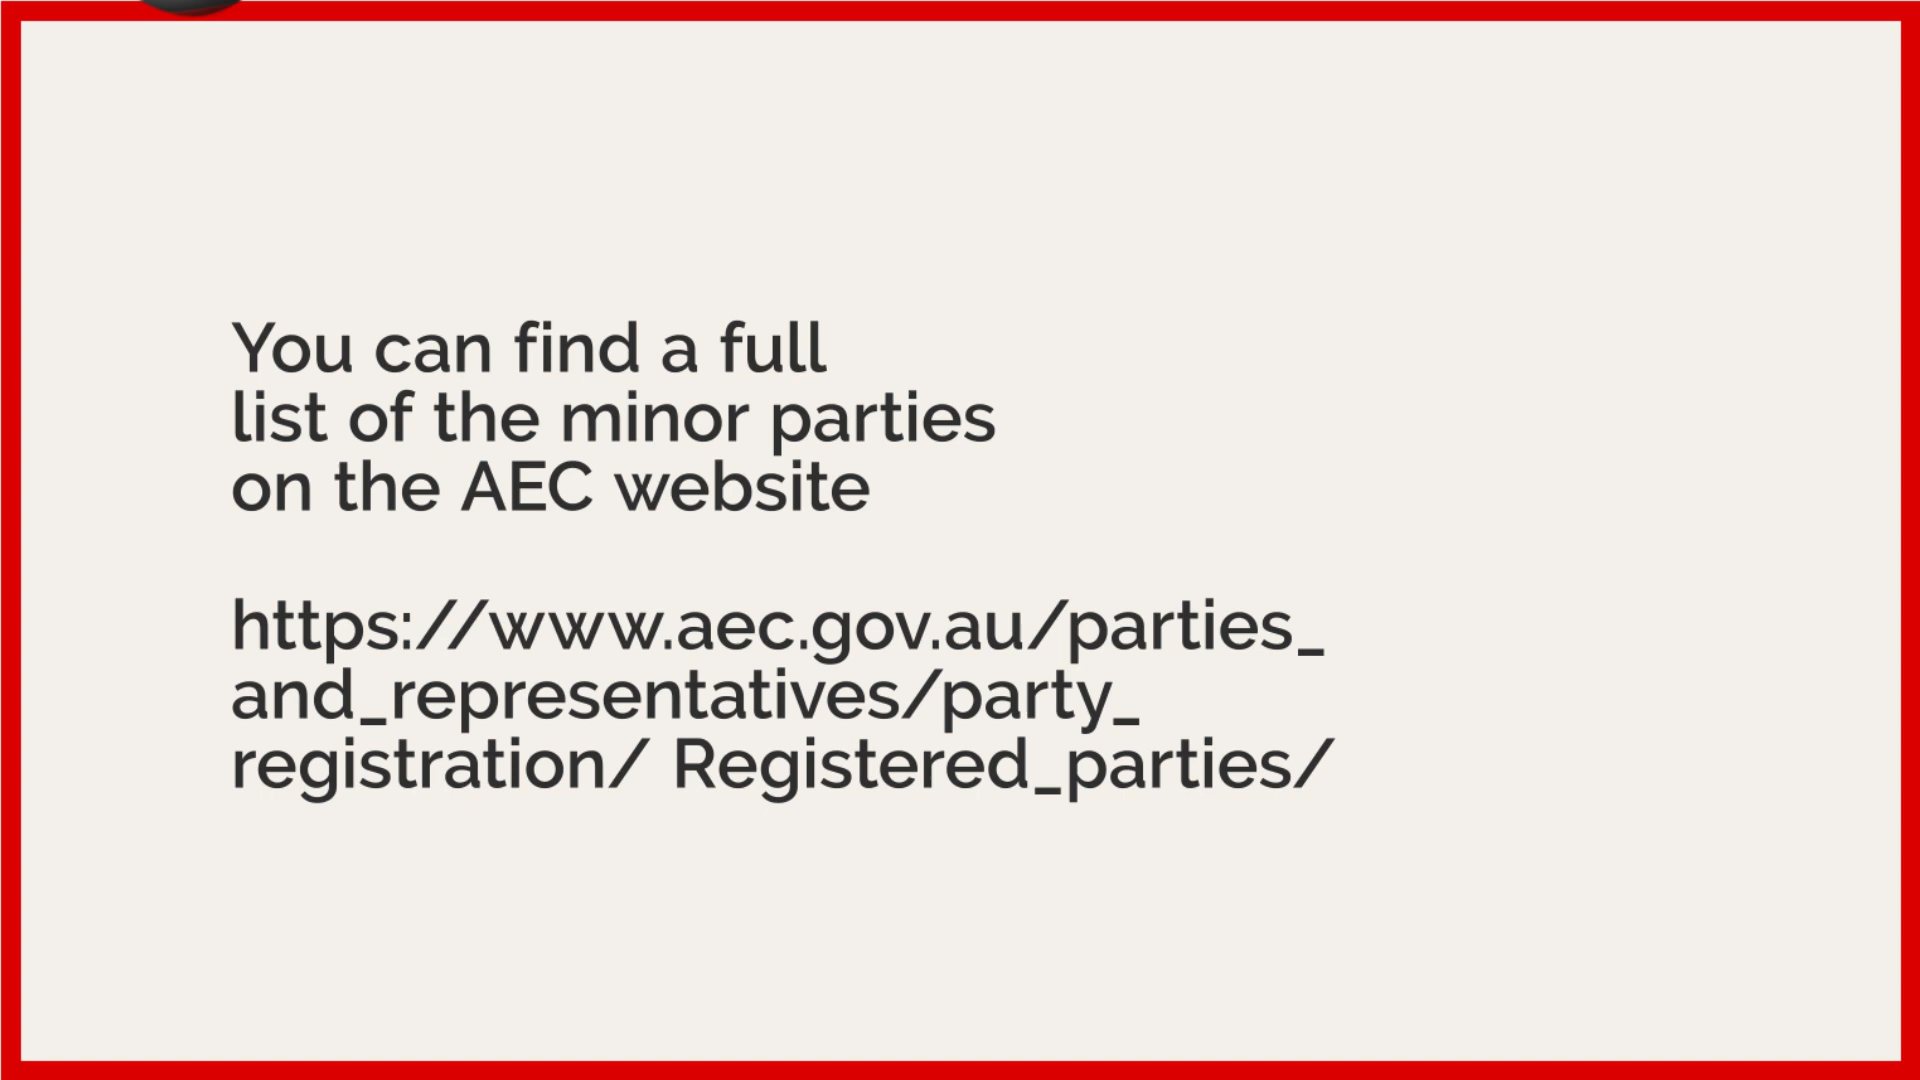 You can find a full
list of the minor parties
on the AEC website
https://www.aec.gov.au/parties_
and_representatives/party_
registration/ Registered_parties/